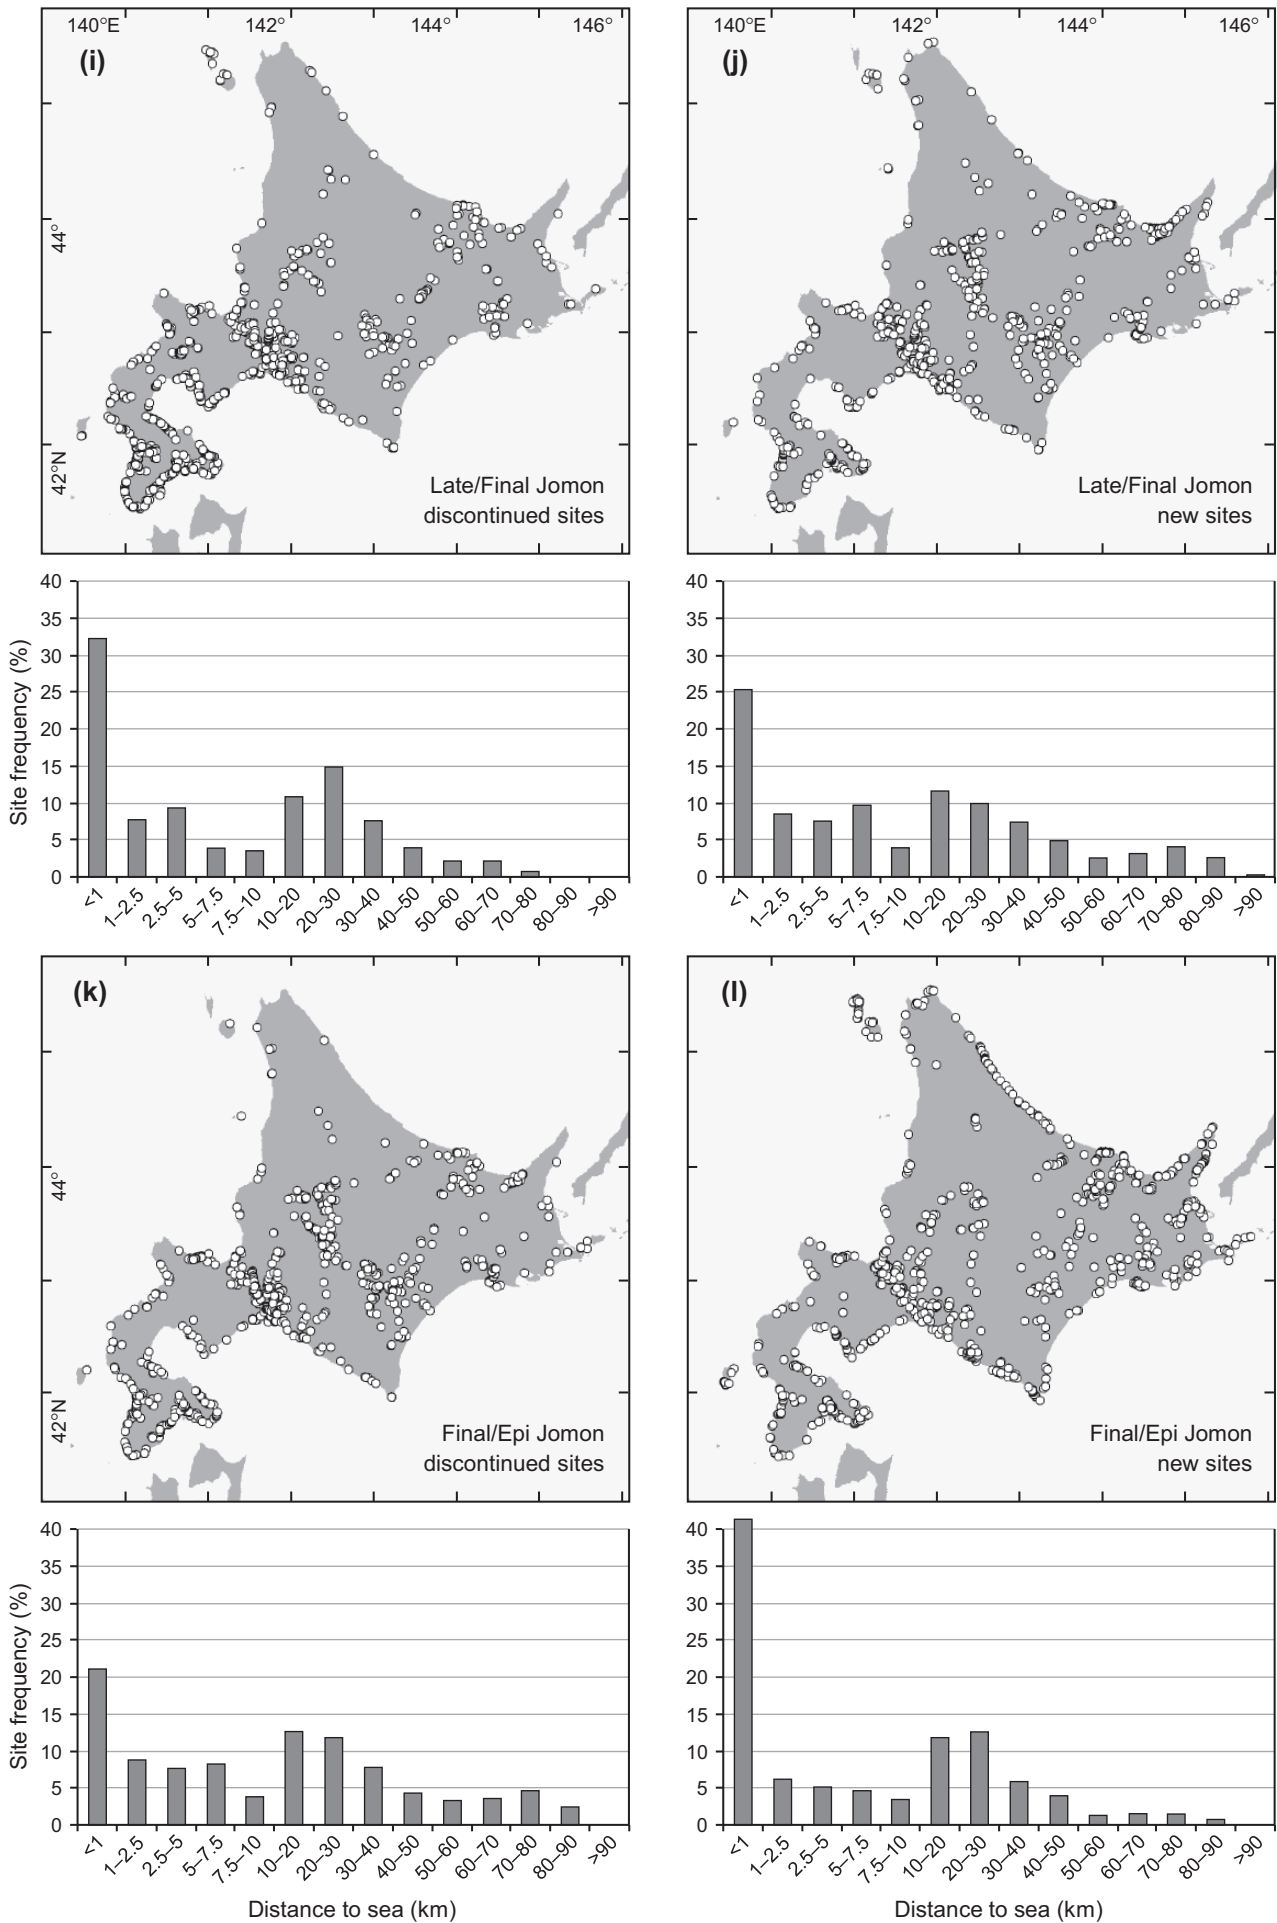 140°E 142° 144° 146°
(i)
44°
42°N
Late/Final Jomon
discontinued sites
140°E 142° 144° 146°
(j)
Late/Final Jomon
new sites
Site frequency (%)
40
35
30
25
20
15
10
5
0
<1 1–2.5 2.5–5 5–7.5 7.5–10 10–20 20–30 30–40 40–50 50–60 60–70 70–80 80–90 >90
40
35
30
25
20
15
10
5
0
<1 1–2.5 2.5–5 5–7.5 7.5–10 10–20 20–30 30–40 40–50 50–60 60–70 70–80 80–90 >90
(k)
44°
42°N
Final/Epi Jomon
discontinued sites
(l)
Final/Epi Jomon
new sites
Site frequency (%)
40
35
30
25
20
15
10
5
0
<1 1–2.5 2.5–5 5–7.5 7.5–10 10–20 20–30 30–40 40–50 50–60 60–70 70–80 80–90 >90
Distance to sea (km)
40
35
30
25
20
15
10
5
0
<1 1–2.5 2.5–5 5–7.5 7.5–10 10–20 20–30 30–40 40–50 50–60 60–70 70–80 80–90 >90
Distance to sea (km)